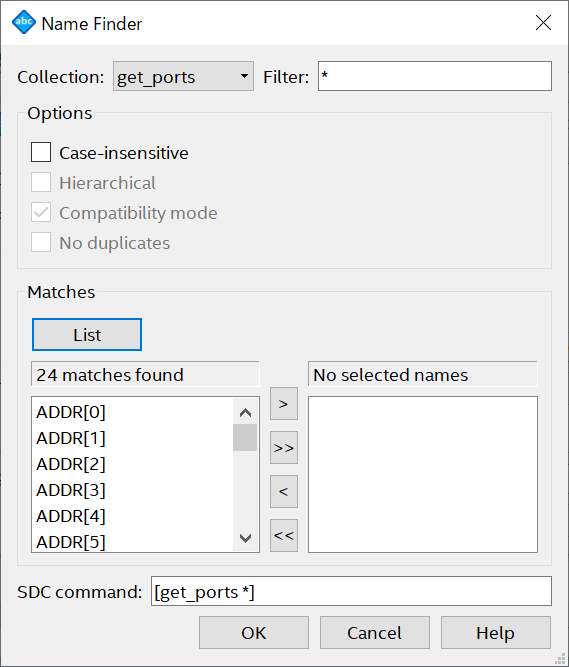 abc Name Finder
Collection: get_ports Filter: *
Options
Case-insensitive
Hierarchical
Compatibility mode
No duplicates
Matches
List
24 matches found
No selected names
ADDR[0]
ADDR[1]
ADDR[2]
ADDR[3]
ADDR[4]
ADDR[5]
>
>>
<
<<
SDC command: [get_ports *]
OK Cancel Help